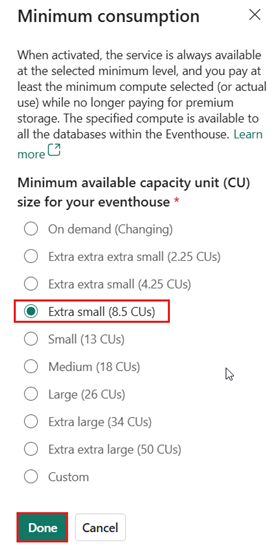 Minimum consumption
When activated, the service is always available
at the selected minimum level, and you pay at
least the minimum compute selected (or actual
use) while no longer paying for premium
storage. The specified compute is available to
all the databases within the Eventhouse. Learn
more
Minimum available capacity unit (CU)
size for your eventhouse *
On demand (Changing)
Extra extra extra small (2.25 CUs)
Extra extra small (4.25 CUs)
Extra small (8.5 CUs)
Small (13 CUs)
Medium (18 CUs)
Large (26 CUs)
Extra large (34 CUs)
Extra extra large (50 CUs)
Custom
Done Cancel